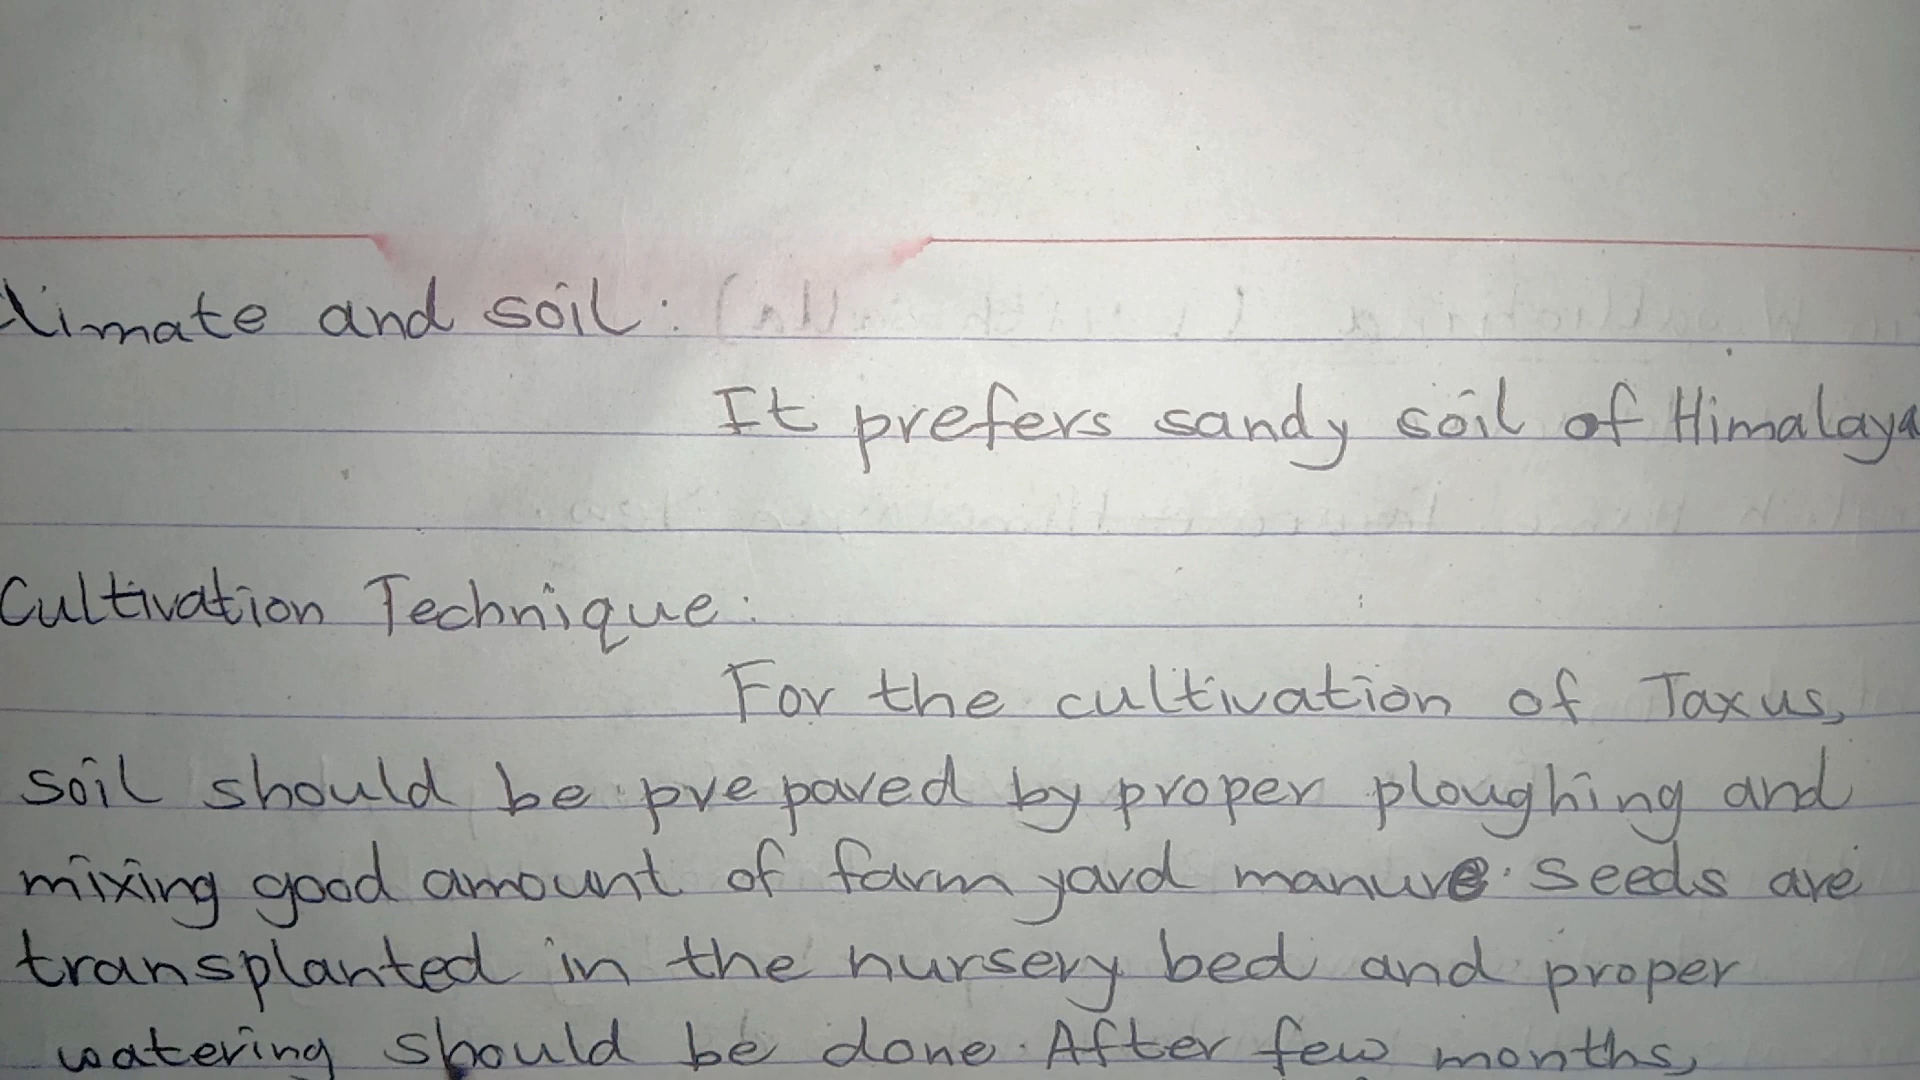 Climate and soil:
It prefers sandy soil of Himalaya
Cultivation Technique:
For the cultivation of Taxus,
soil should be prepared by proper ploughing and
mixing good amount of farm yard manure. Seeds are
transplanted in the nursery bed and proper
watering should be done. After few months,